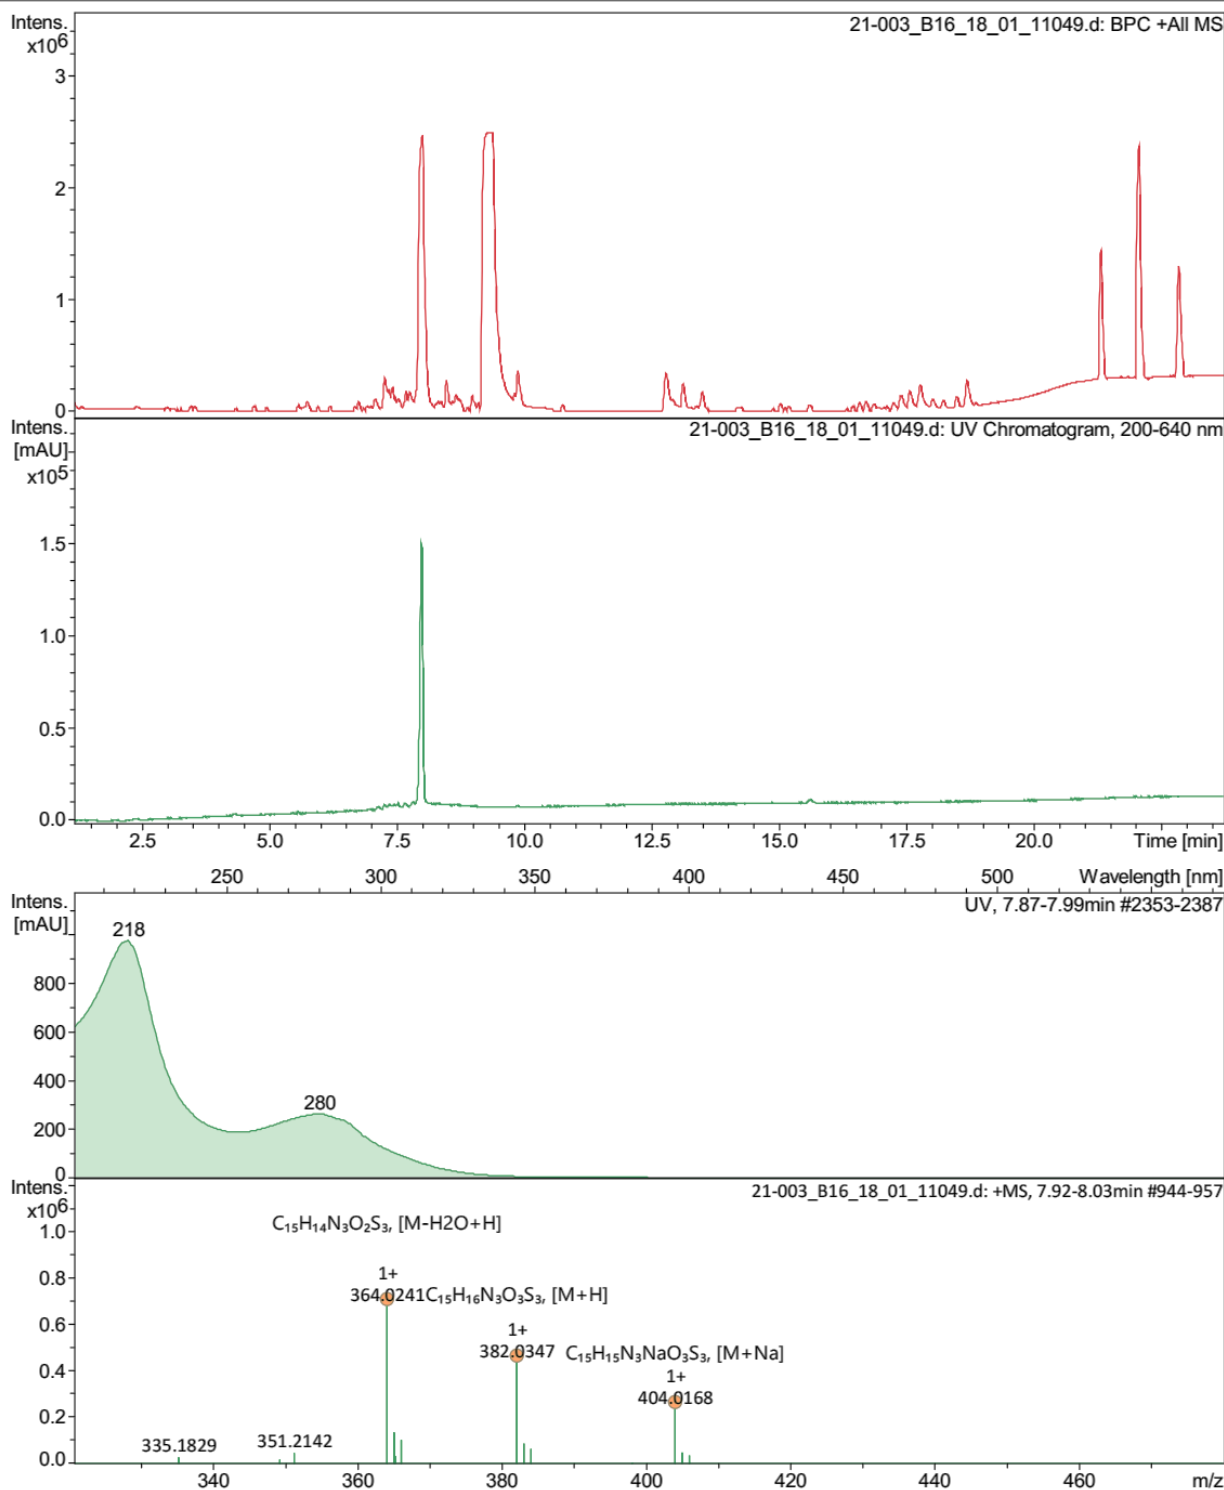 Intens.
x10⁶
21-003_B16_18_01_11049.d: BPC +All MS
3
2
1
0
Intens.
[mAU]
x10⁵
21-003_B16_18_01_11049.d: UV Chromatogram, 200-640 nm
1.5
1.0
0.5
0.0
2.5 5.0 7.5 10.0 12.5 15.0 17.5 20.0 Time [min]
250 300 350 400 450 500 Wavelength [nm]
Intens.
[mAU]
UV, 7.87-7.99min #2353-2387
218
800
600
400
280
200
0
Intens.
x10⁶
21-003_B16_18_01_11049.d: +MS, 7.92-8.03min #944-957
C₁₅H₁₄N₃O₂S₃, [M-H2O+H]
1.0
1+
364.0241
C₁₅H₁₆N₃O₃S₃, [M+H]
0.8
1+
382.0347
C₁₅H₁₅N₃NaO₃S₃, [M+Na]
0.6
1+
404.0168
0.4
0.2
335.1829
351.2142
0.0
340 360 380 400 420 440 460 m/z